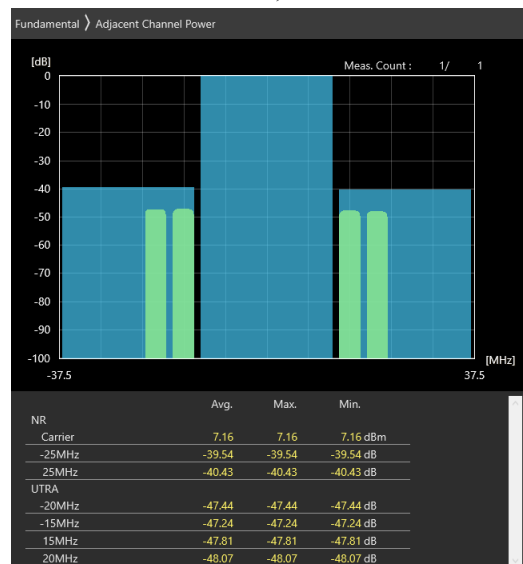 Fundamental ❭ Adjacent Channel Power
[dB]
Meas. Count : 1/ 1
0
-10
-20
-30
-40
-50
-60
-70
-80
-90
-100
[MHz]
-37.5 37.5
Avg. Max. Min.
NR
Carrier 7.16 7.16 7.16 dBm
-25MHz -39.54 -39.54 -39.54 dB
25MHz -40.43 -40.43 -40.43 dB
UTRA
-20MHz -47.44 -47.44 -47.44 dB
-15MHz -47.24 -47.24 -47.24 dB
15MHz -47.81 -47.81 -47.81 dB
20MHz -48.07 -48.07 -48.07 dB